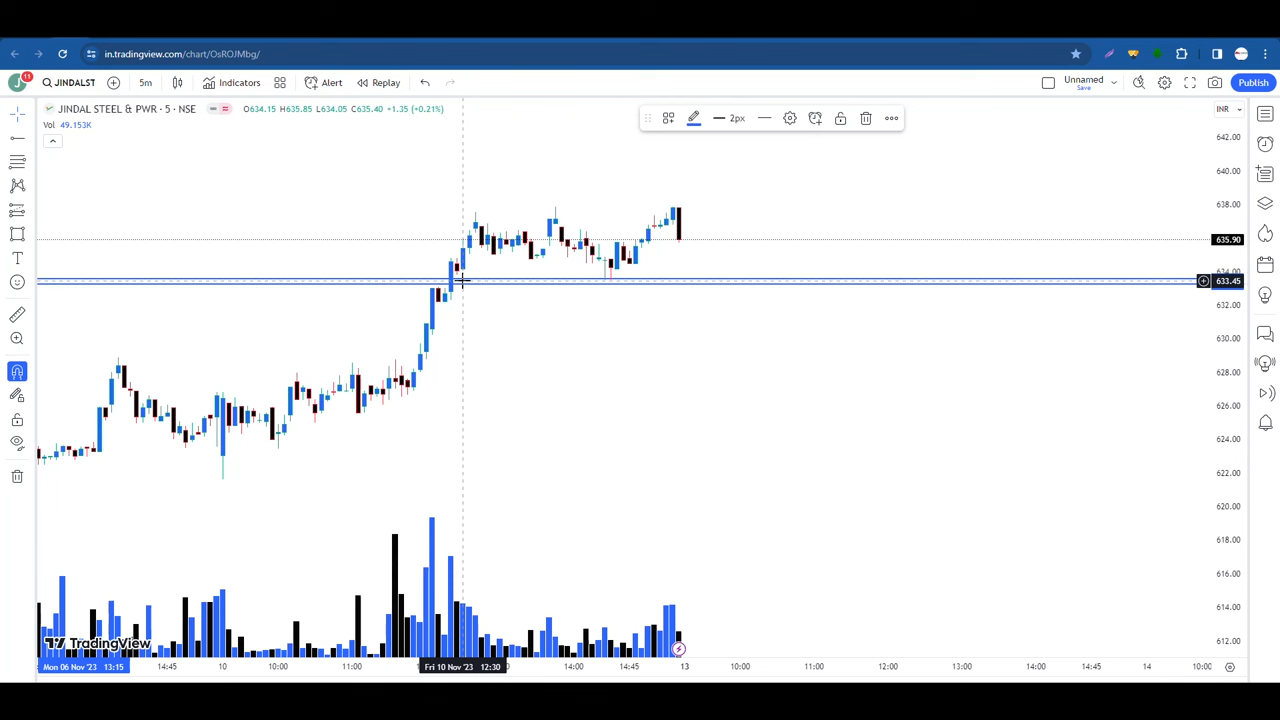 in.tradingview.com/chart/OsROJMbg/
11
JINDALST
5m
Indicators
Alert
Replay
Unnamed
Save
Publish
JINDAL STEEL & PWR · 5 · NSE
O634.15 H635.85 L634.05 C635.40 +1.35 (+0.21%)
2px
INR
Vol 49.153K
642.00
640.00
638.00
635.90
634.00
633.45
632.00
630.00
628.00
626.00
624.00
622.00
620.00
618.00
616.00
614.00
612.00
TradingView
Mon 06 Nov '23 13:15
14:45
10
10:00
11:00
Fri 10 Nov '23 12:30
14:00
14:45
13
10:00
11:00
12:00
13:00
14:00
14:45
14
10:00